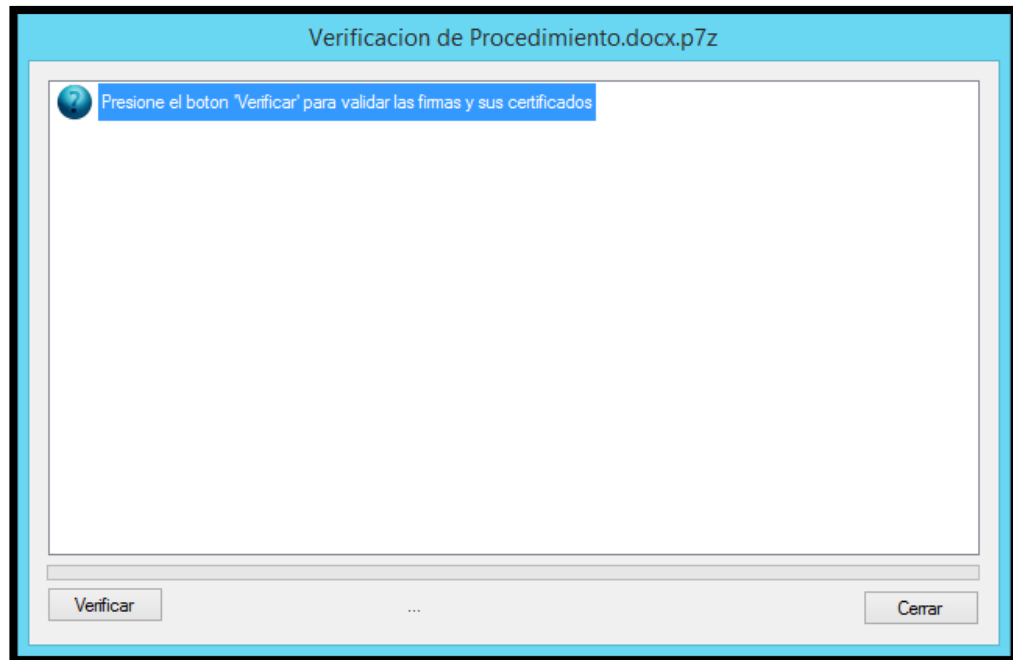 Verificacion de Procedimiento.docx.p7z
Presione el boton 'Verificar' para validar las firmas y sus certificados
Verificar
...
Cerrar